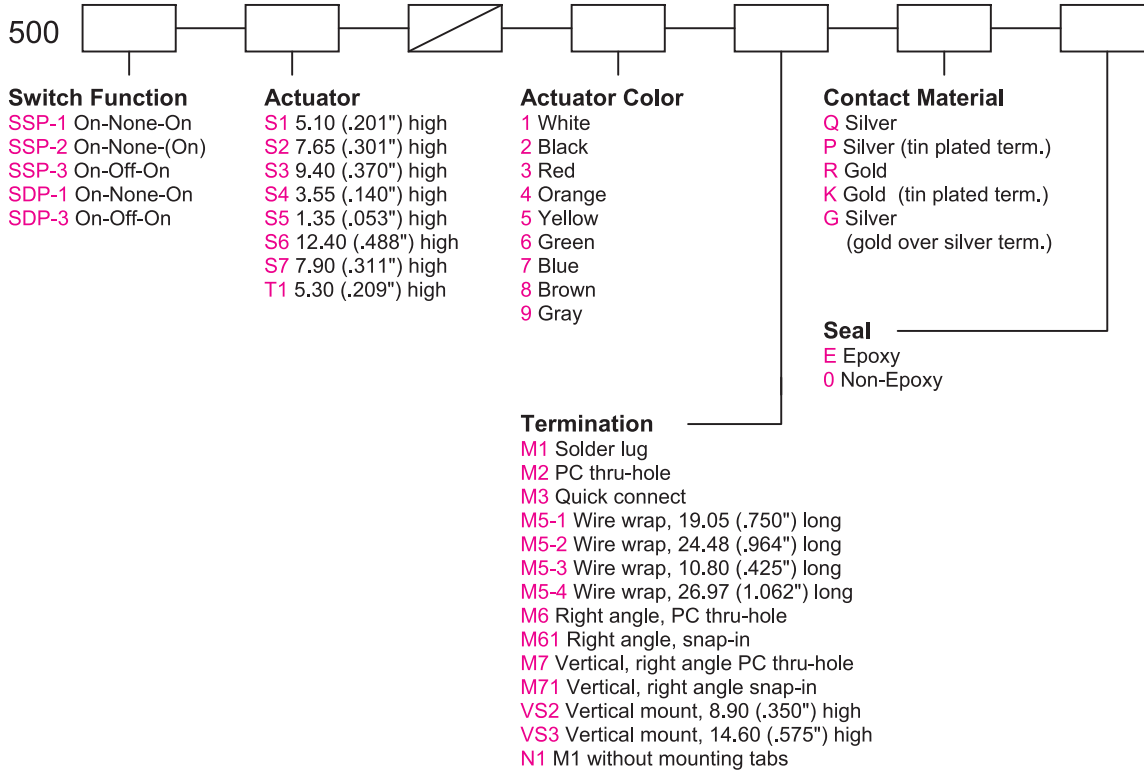 500
Switch Function
SSP-1 On-None-On
SSP-2 On-None-(On)
SSP-3 On-Off-On
SDP-1 On-None-On
SDP-3 On-Off-On
Actuator
S1 5.10 (.201") high
S2 7.65 (.301") high
S3 9.40 (.370") high
S4 3.55 (.140") high
S5 1.35 (.053") high
S6 12.40 (.488") high
S7 7.90 (.311") high
T1 5.30 (.209") high
Actuator Color
1 White
2 Black
3 Red
4 Orange
5 Yellow
6 Green
7 Blue
8 Brown
9 Gray
Contact Material
Q Silver
P Silver (tin plated term.)
R Gold
K Gold (tin plated term.)
G Silver
(gold over silver term.)
Seal
E Epoxy
0 Non-Epoxy
Termination
M1 Solder lug
M2 PC thru-hole
M3 Quick connect
M5-1 Wire wrap, 19.05 (.750") long
M5-2 Wire wrap, 24.48 (.964") long
M5-3 Wire wrap, 10.80 (.425") long
M5-4 Wire wrap, 26.97 (1.062") long
M6 Right angle, PC thru-hole
M61 Right angle, snap-in
M7 Vertical, right angle PC thru-hole
M71 Vertical, right angle snap-in
VS2 Vertical mount, 8.90 (.350") high
VS3 Vertical mount, 14.60 (.575") high
N1 M1 without mounting tabs